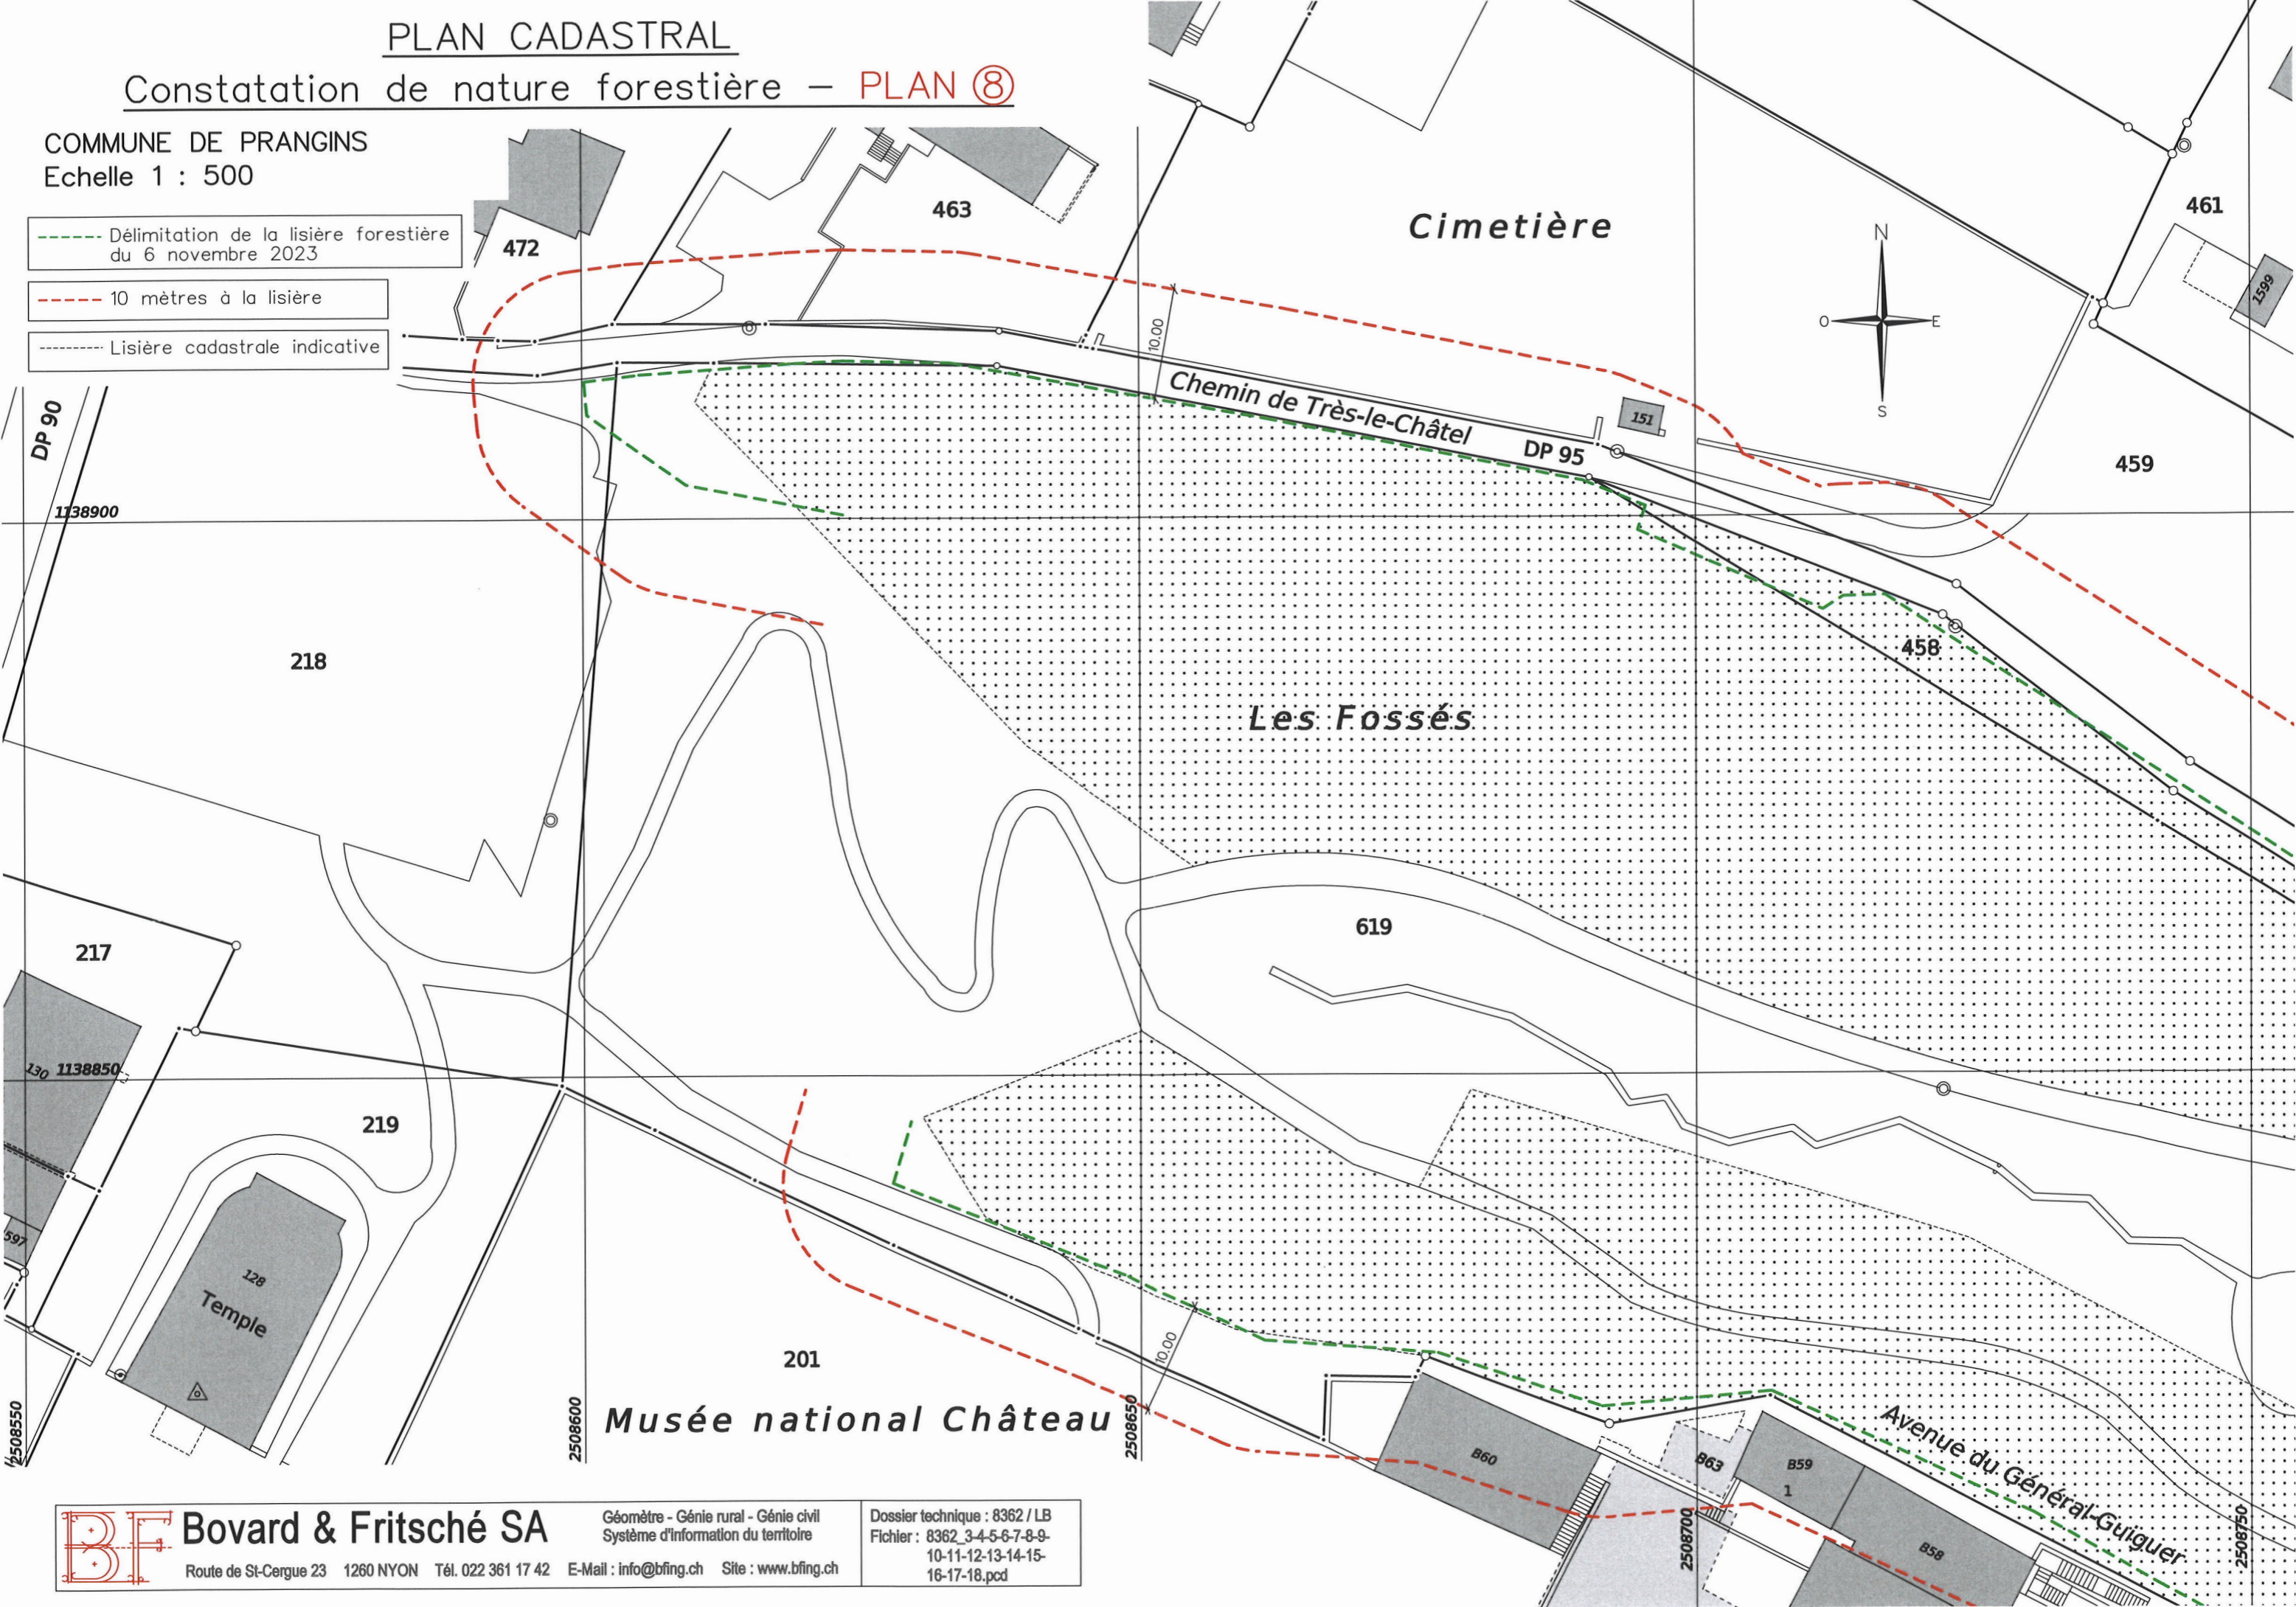 PLAN CADASTRAL
Constatation de nature forestière – PLAN 8
COMMUNE DE PRANGINS
Echelle 1 : 500
Délimitation de la lisière forestière
du 6 novembre 2023
10 mètres à la lisière
Lisière cadastrale indicative
472
463
Cimetière
461
1599
N
O
E
S
10.00
Chemin de Très-le-Châtel
DP 95
151
459
DP 90
1138900
218
458
Les Fossés
619
217
130
1138850
219
597
128
Temple
201
Musée national Château
10.00
2508550
2508600
2508650
2508700
2508750
B60
B63
B59
1
B58
Avenue du Général-Guiguer
BF
Bovard & Fritsché SA
Géomètre - Génie rural - Génie civil
Système d'information du territoire
Route de St-Cergue 23 1260 NYON Tél. 022 361 17 42 E-Mail : info@bfing.ch Site : www.bfing.ch
Dossier technique : 8362 / LB
Fichier : 8362_3-4-5-6-7-8-9-
10-11-12-13-14-15-
16-17-18.pcd